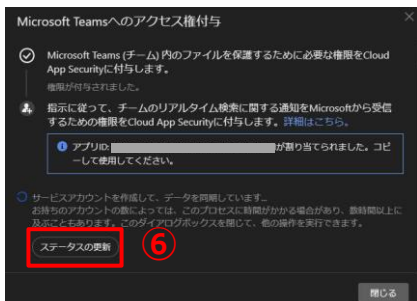 Microsoft Teamsへのアクセス権付与
Microsoft Teams (チーム) 内のファイルを保護するために必要な権限をCloud
App Securityに付与します。
権限が付与されました。
指示に従って、チームのリアルタイム検索に関する通知をMicrosoftから受信
するための権限をCloud App Securityに付与します。詳細はこちら。
アプリID: が割り当てられました。コピ
ーして使用してください。
サービスアカウントを作成して、データを同期しています...
お持ちのアカウントの数によっては、このプロセスに時間がかかる場合があり、数時間以上に
及ぶこともあります。このダイアログボックスを閉じて、他の操作を実行できます。
ステータスの更新
⑥
閉じる